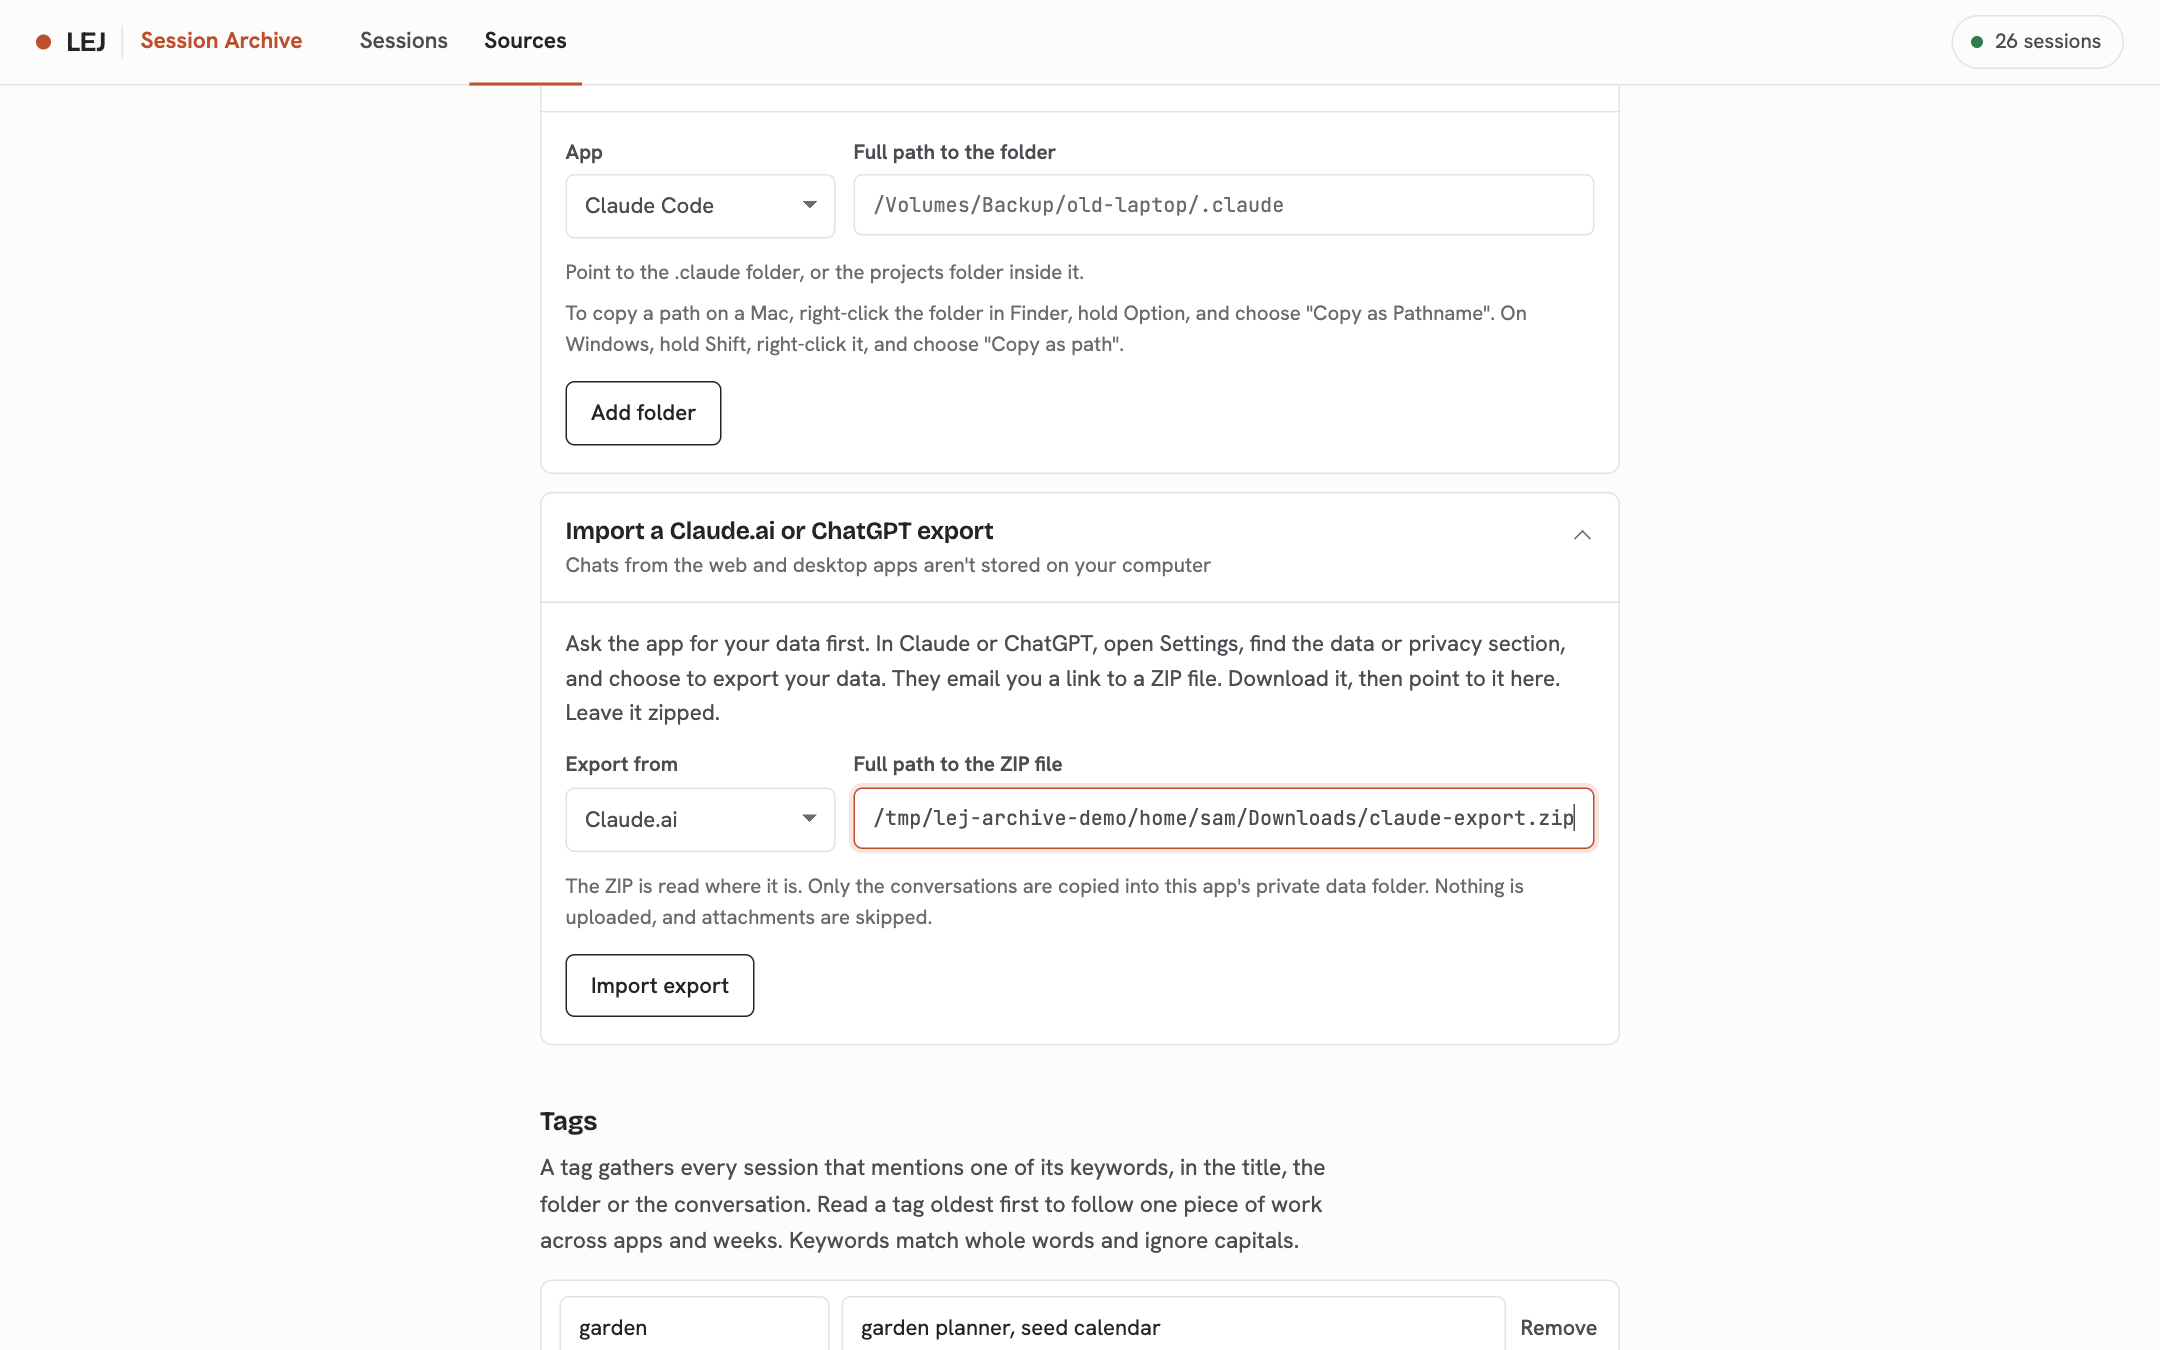 LEJ
Session Archive
Sessions
Sources
26 sessions
App
Full path to the folder
Claude Code
/Volumes/Backup/old-laptop/.claude
Point to the .claude folder, or the projects folder inside it.
To copy a path on a Mac, right-click the folder in Finder, hold Option, and choose "Copy as Pathname". On
Windows, hold Shift, right-click it, and choose "Copy as path".
Add folder
Import a Claude.ai or ChatGPT export
Chats from the web and desktop apps aren't stored on your computer
Ask the app for your data first. In Claude or ChatGPT, open Settings, find the data or privacy section,
and choose to export your data. They email you a link to a ZIP file. Download it, then point to it here.
Leave it zipped.
Export from
Full path to the ZIP file
Claude.ai
/tmp/lej-archive-demo/home/sam/Downloads/claude-export.zip
The ZIP is read where it is. Only the conversations are copied into this app's private data folder. Nothing is
uploaded, and attachments are skipped.
Import export
Tags
A tag gathers every session that mentions one of its keywords, in the title, the
folder or the conversation. Read a tag oldest first to follow one piece of work
across apps and weeks. Keywords match whole words and ignore capitals.
garden
garden planner, seed calendar
Remove